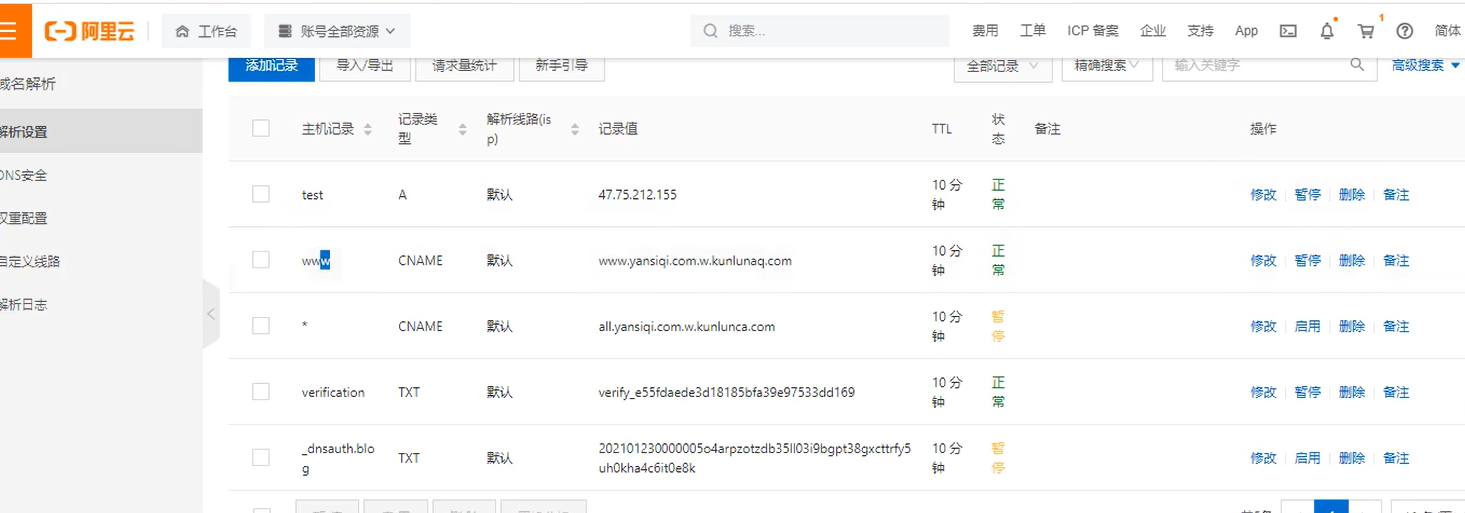 阿里云 工作台 账号全部资源 搜索... 费用 工单 ICP 备案 企业 支持 App 1 简体
添加记录 导入/导出 请求量统计 新手引导 全部记录 精确搜索 输入关键字 高级搜索
域名解析
解析设置
DNS安全
权重配置
自定义线路
解析日志
主机记录 记录类型 解析线路(isp) 记录值 TTL 状态 备注 操作
test A 默认 47.75.212.155 10 分钟 正常 修改 暂停 删除 备注
www CNAME 默认 www.yansiqi.com.w.kunlunaq.com 10 分钟 正常 修改 暂停 删除 备注
* CNAME 默认 all.yansiqi.com.w.kunlunca.com 10 分钟 暂停 修改 启用 删除 备注
verification TXT 默认 verify_e55fdaede3d18185bfa39e97533dd169 10 分钟 正常 修改 暂停 删除 备注
_dnsauth.blog TXT 默认 202101230000005o4arpzotzdb35ll03i9bgpt38gxcttrfy5uh0kha4c6it0e8k 10 分钟 暂停 修改 启用 删除 备注